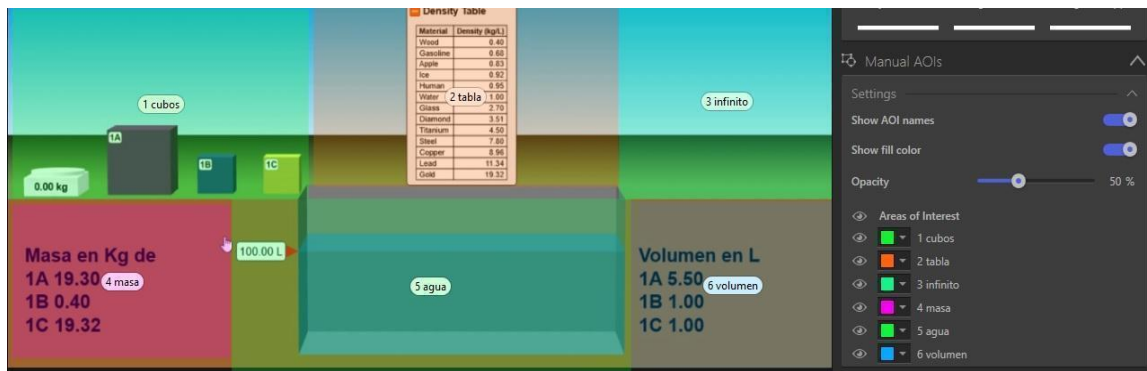 Density Table
Material Density (kg/L)
Wood 0.40
Gasoline 0.68
Apple 0.83
Ice 0.92
Human 0.95
Water 1.00
Glass 2.70
Diamond 3.51
Titanium 4.50
Steel 7.80
Copper 8.96
Lead 11.34
Gold 19.32
1 cubos
2 tabla
3 infinito
1A
1B
1C
0.00 kg
100.00 L
Masa en Kg de
1A 19.30
1B 0.40
1C 19.32
4 masa
5 agua
Volumen en L
1A 5.50
1B 1.00
1C 1.00
6 volumen
Manual AOIs
Settings
Show AOI names
Show fill color
Opacity 50 %
Areas of Interest
1 cubos
2 tabla
3 infinito
4 masa
5 agua
6 volumen